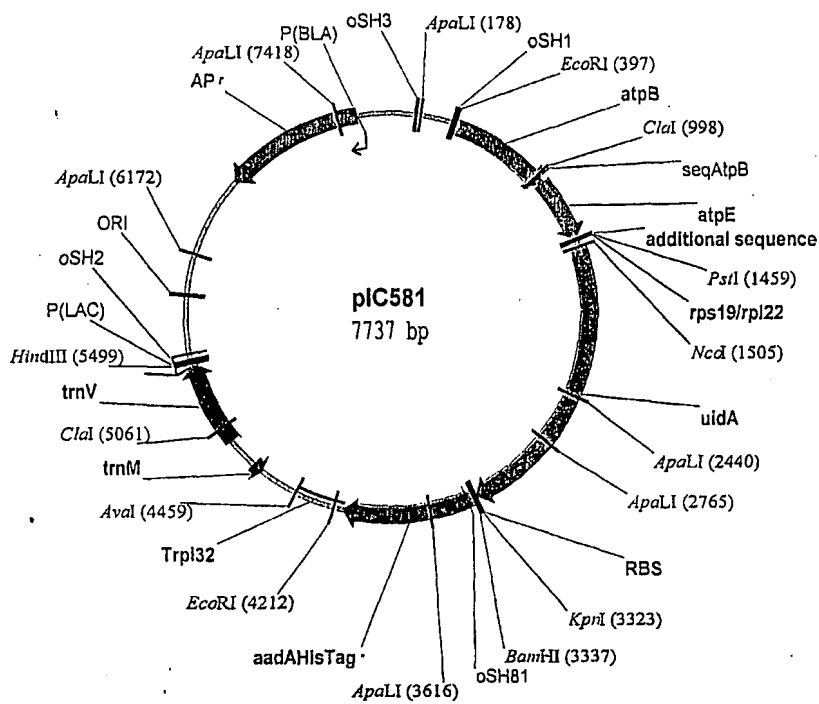 oSH3
ApaLI (178)
P(BLA)
oSH1
ApaLI (7418)
EcoRI (397)
APr
atpB
ClaI (998)
seqAtpB
ApaLI (6172)
atpE
additional sequence
ORI
PstI (1459)
oSH2
pIC581
rps19/rpl22
7737 bp
P(LAC)
NcoI (1505)
HindIII (5499)
trnV
uidA
ClaI (5061)
ApaLI (2440)
trnM
ApaLI (2765)
AvaI (4459)
Trpl32
RBS
EcoRI (4212)
KpnI (3323)
aadAHisTag
BamHI (3337)
oSH81
ApaLI (3616)